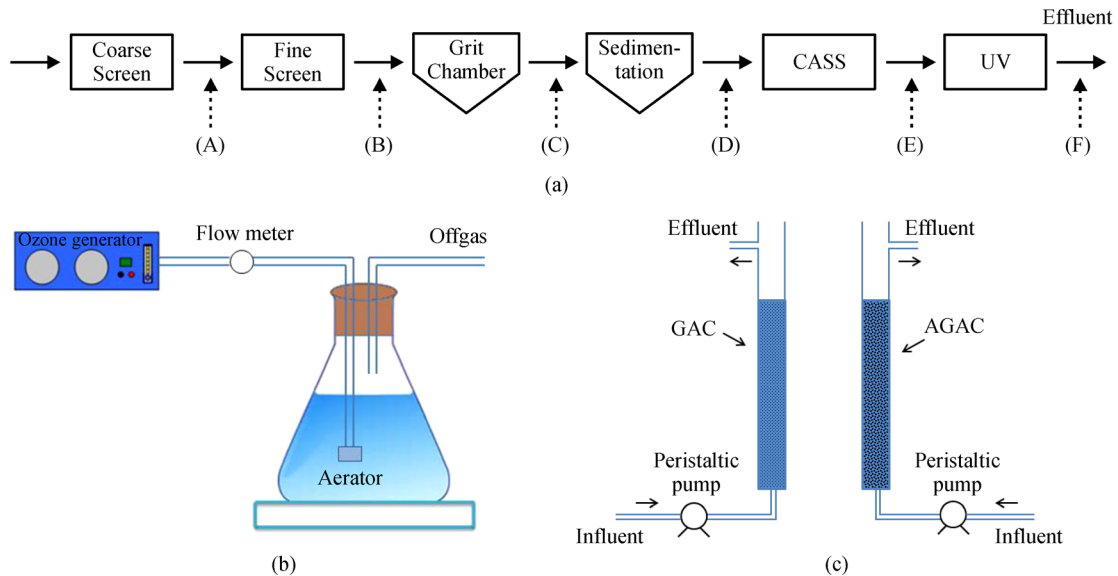 Effluent
Coarse
Screen
Fine
Screen
Grit
Chamber
Sedimen-
tation
CASS
UV
(A)
(B)
(C)
(D)
(E)
(F)
(a)
Ozone generator
Flow meter
Offgas
Aerator
(b)
Effluent
Effluent
GAC
AGAC
Peristaltic
pump
Peristaltic
pump
Influent
Influent
(c)